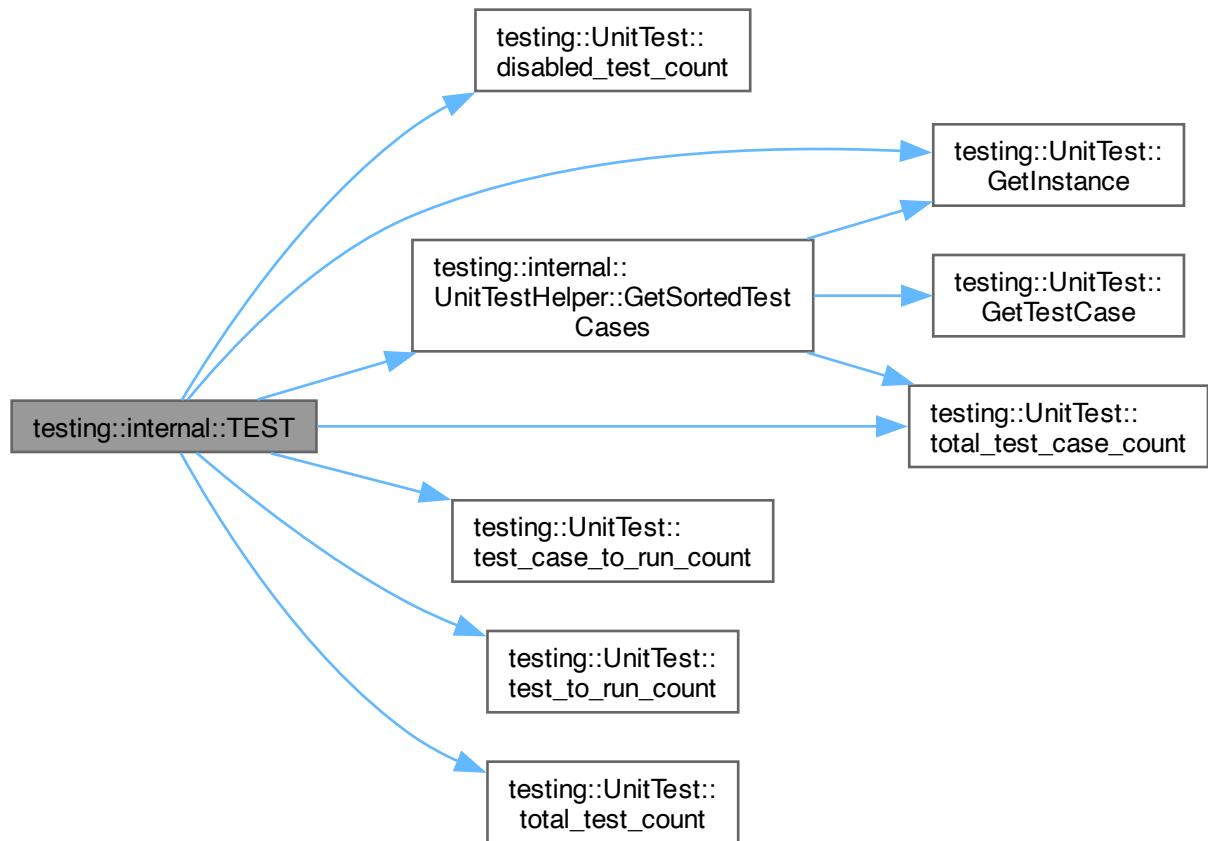 testing::UnitTest::
disabled_test_count
testing::UnitTest::
GetInstance
testing::internal::
UnitTestHelper::GetSortedTest
Cases
testing::UnitTest::
GetTestCase
testing::internal::TEST
testing::UnitTest::
total_test_case_count
testing::UnitTest::
test_case_to_run_count
testing::UnitTest::
test_to_run_count
testing::UnitTest::
total_test_count